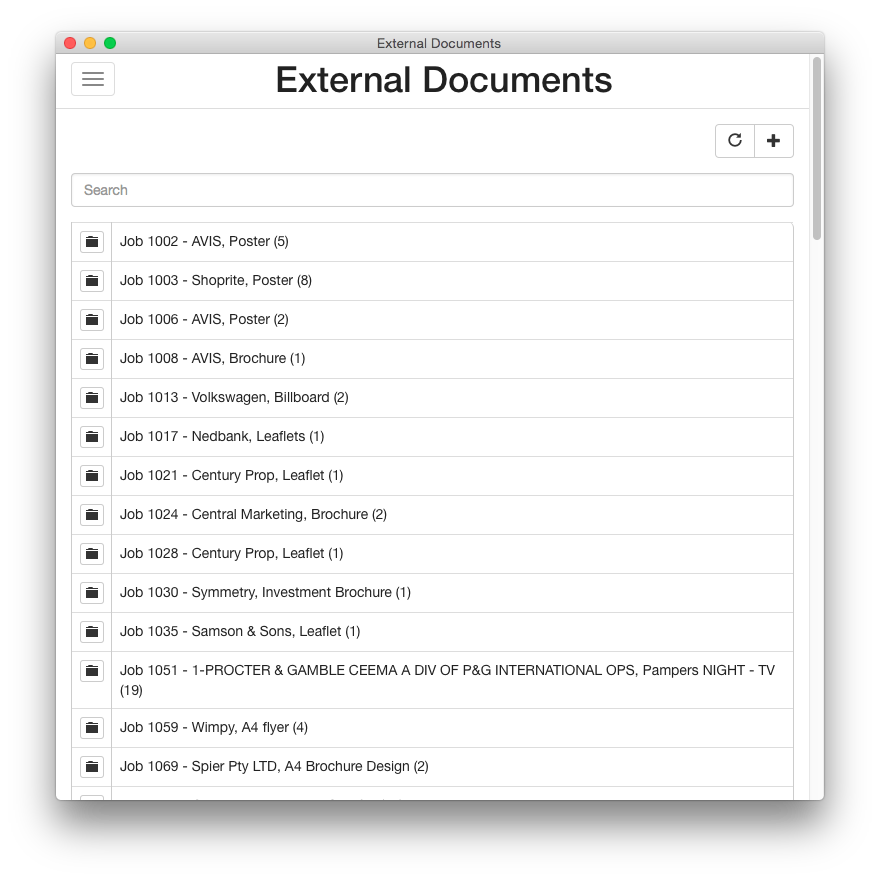 External Documents
External Documents
Search
Job 1002 - AVIS, Poster (5)
Job 1003 - Shoprite, Poster (8)
Job 1006 - AVIS, Poster (2)
Job 1008 - AVIS, Brochure (1)
Job 1013 - Volkswagen, Billboard (2)
Job 1017 - Nedbank, Leaflets (1)
Job 1021 - Century Prop, Leaflet (1)
Job 1024 - Central Marketing, Brochure (2)
Job 1028 - Century Prop, Leaflet (1)
Job 1030 - Symmetry, Investment Brochure (1)
Job 1035 - Samson & Sons, Leaflet (1)
Job 1051 - 1-PROCTER & GAMBLE CEEMA A DIV OF P&G INTERNATIONAL OPS, Pampers NIGHT - TV
(19)
Job 1059 - Wimpy, A4 flyer (4)
Job 1069 - Spier Pty LTD, A4 Brochure Design (2)